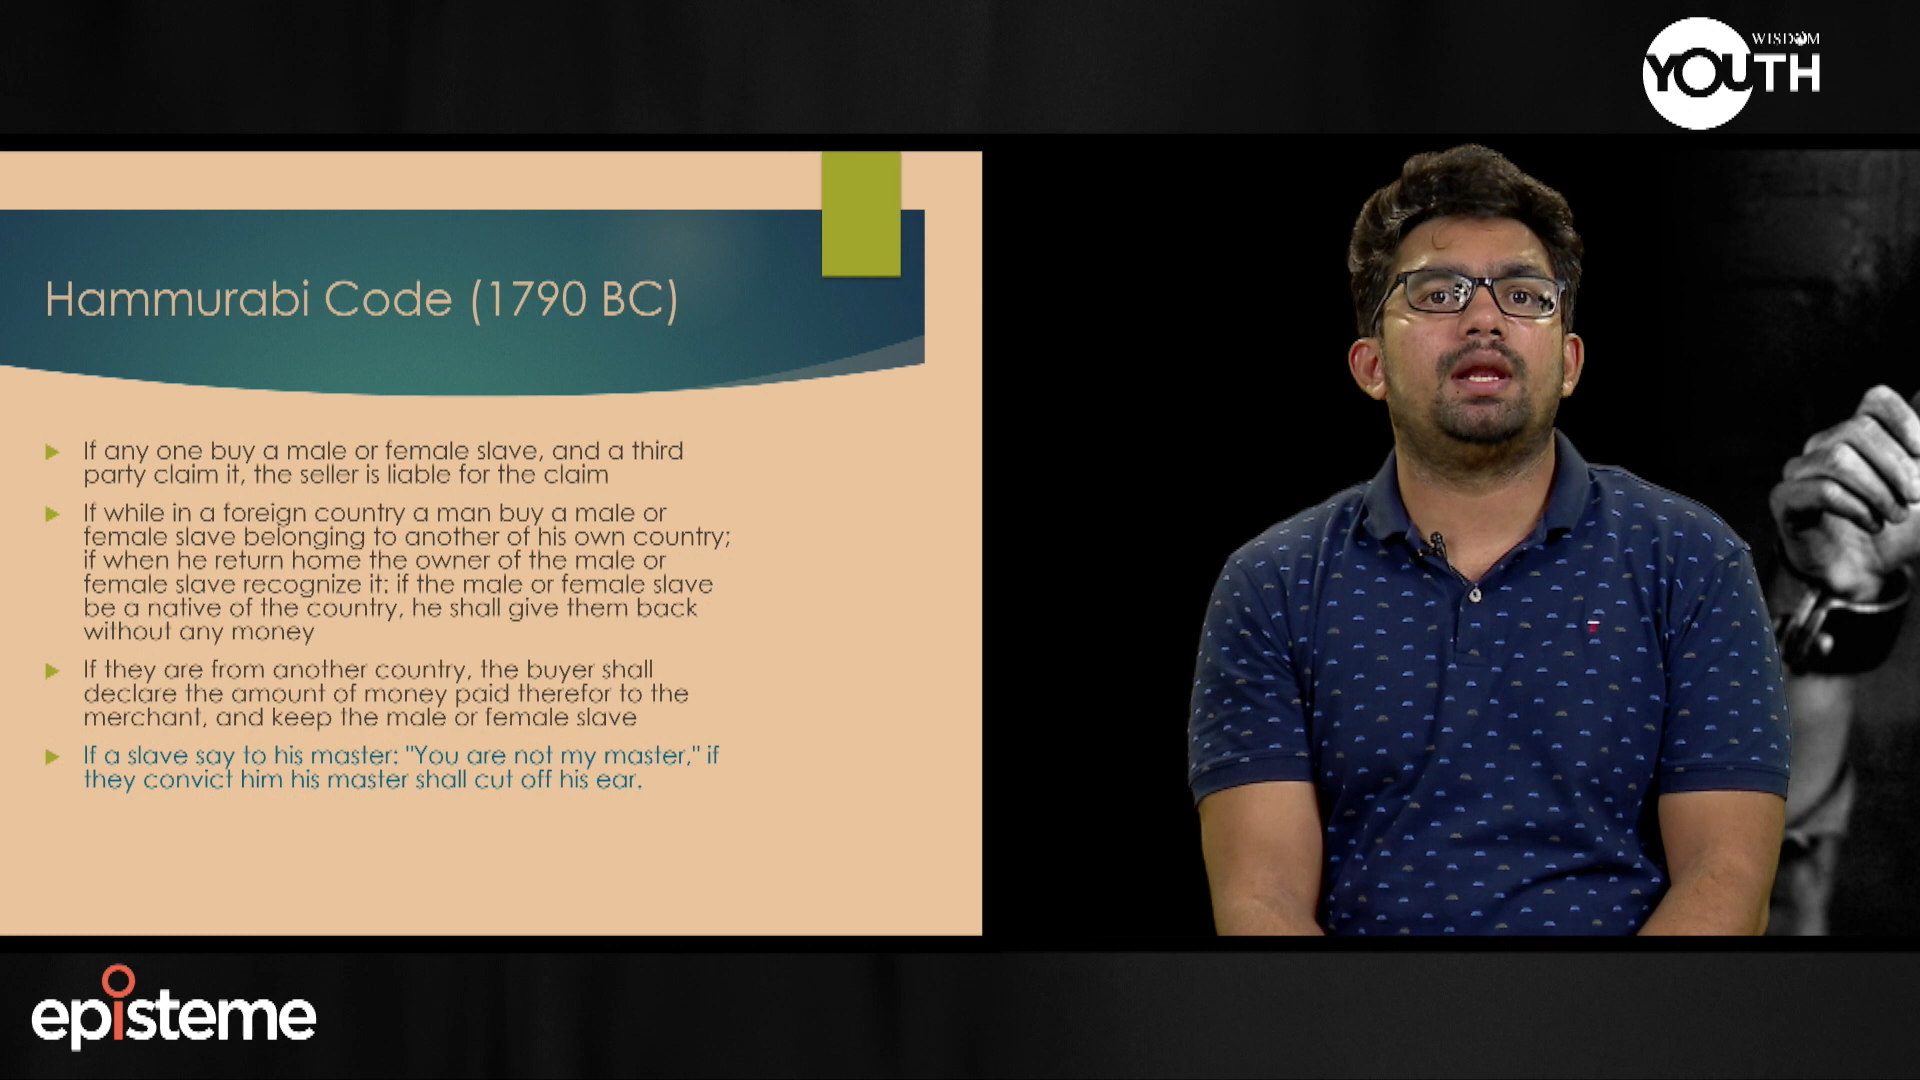 WISDOM
YOUTH
Hammurabi Code (1790 BC)
If any one buy a male or female slave, and a third
party claim it, the seller is liable for the claim
If while in a foreign country a man buy a male or
female slave belonging to another of his own country;
if when he return home the owner of the male or
female slave recognize it: if the male or female slave
be a native of the country, he shall give them back
without any money
If they are from another country, the buyer shall
declare the amount of money paid therefor to the
merchant, and keep the male or female slave
If a slave say to his master: "You are not my master," if
they convict him his master shall cut off his ear.
episteme